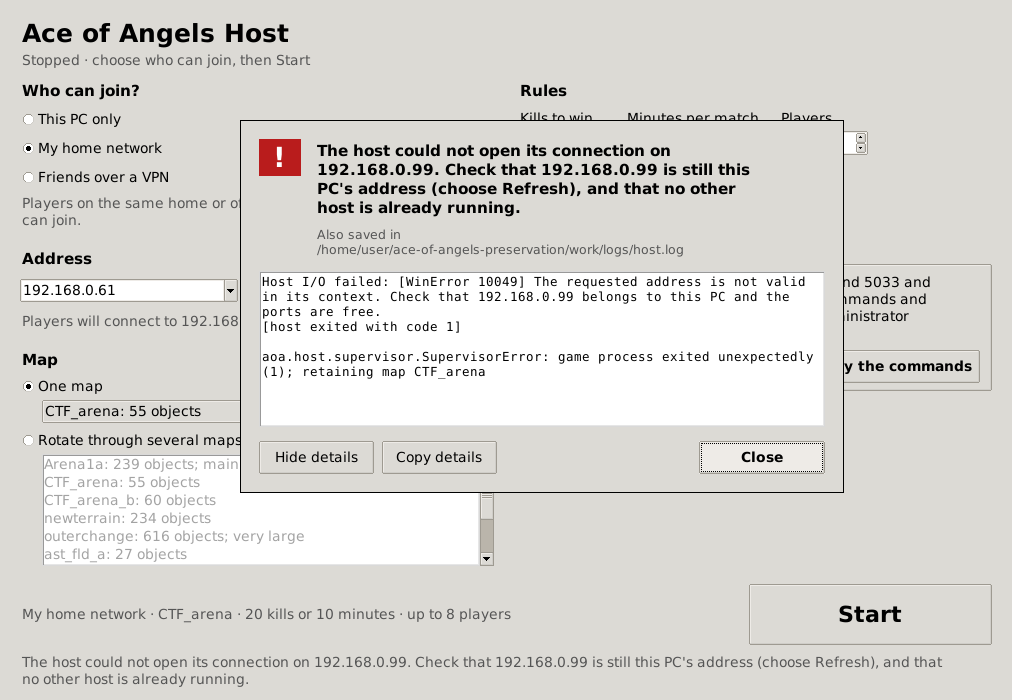 Ace of Angels Host
Stopped · choose who can join, then Start
Who can join?
This PC only
My home network
Friends over a VPN
Players on the same home or of
can join.
Address
192.168.0.61
Players will connect to 192.168
Map
One map
CTF_arena: 55 objects
Rotate through several maps
Arena1a: 239 objects; main
CTF_arena: 55 objects
CTF_arena_b: 60 objects
newterrain: 234 objects
outerchange: 616 objects; very large
ast_fld_a: 27 objects
Rules
Kills to win Minutes per match Players
nd 5033 and
mmands and
inistrator
y the commands
!
The host could not open its connection on
192.168.0.99. Check that 192.168.0.99 is still this
PC's address (choose Refresh), and that no other
host is already running.
Also saved in
/home/user/ace-of-angels-preservation/work/logs/host.log
Host I/O failed: [WinError 10049] The requested address is not valid
in its context. Check that 192.168.0.99 belongs to this PC and the
ports are free.
[host exited with code 1]
aoa.host.supervisor.SupervisorError: game process exited unexpectedly
(1); retaining map CTF_arena
Hide details
Copy details
Close
My home network · CTF_arena · 20 kills or 10 minutes · up to 8 players
Start
The host could not open its connection on 192.168.0.99. Check that 192.168.0.99 is still this PC's address (choose Refresh), and that
no other host is already running.